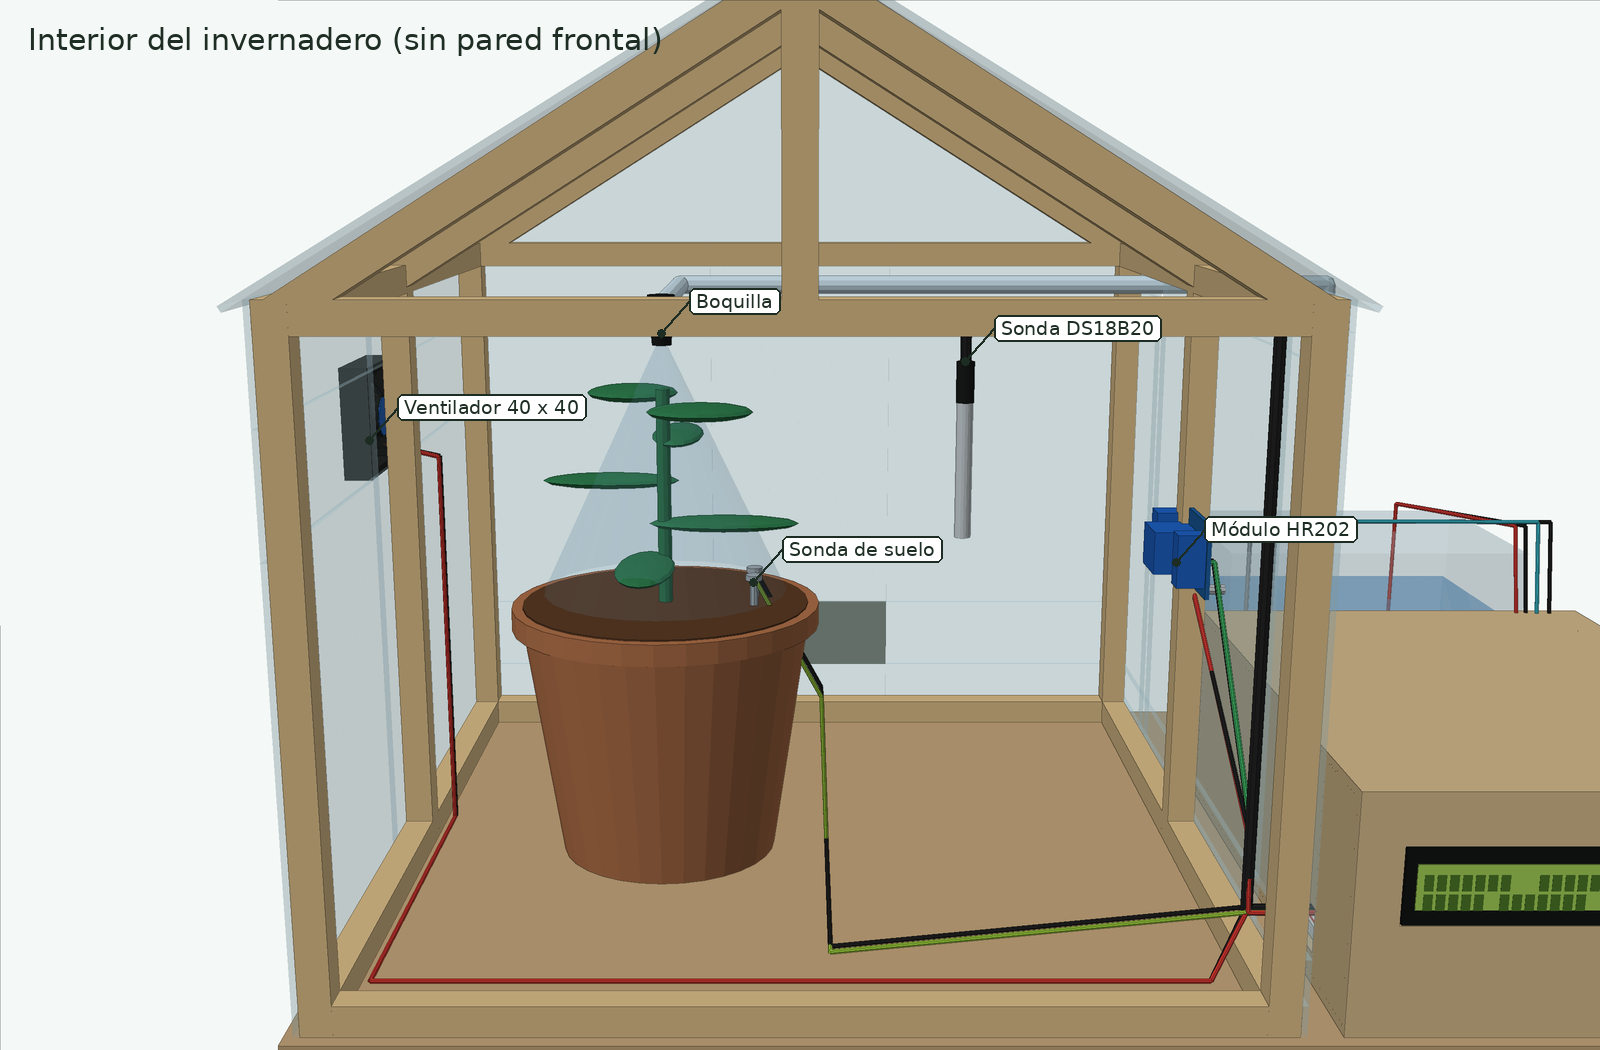 Interior del invernadero (sin pared frontal)
Boquilla
Sonda DS18B20
Ventilador 40 x 40
Módulo HR202
Sonda de suelo